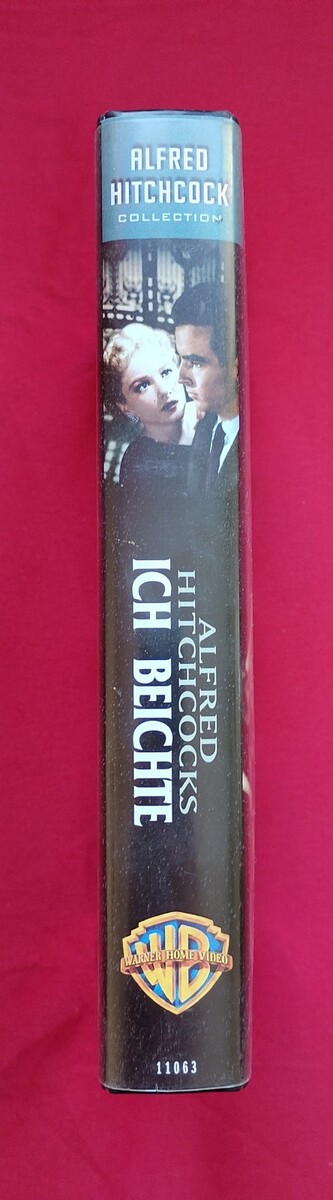 ALFRED
HITCHCOCK
COLLECTION
ALFRED
HITCHCOCKS
ICH BEICHTE
WB
WARNER HOME VIDEO
11063